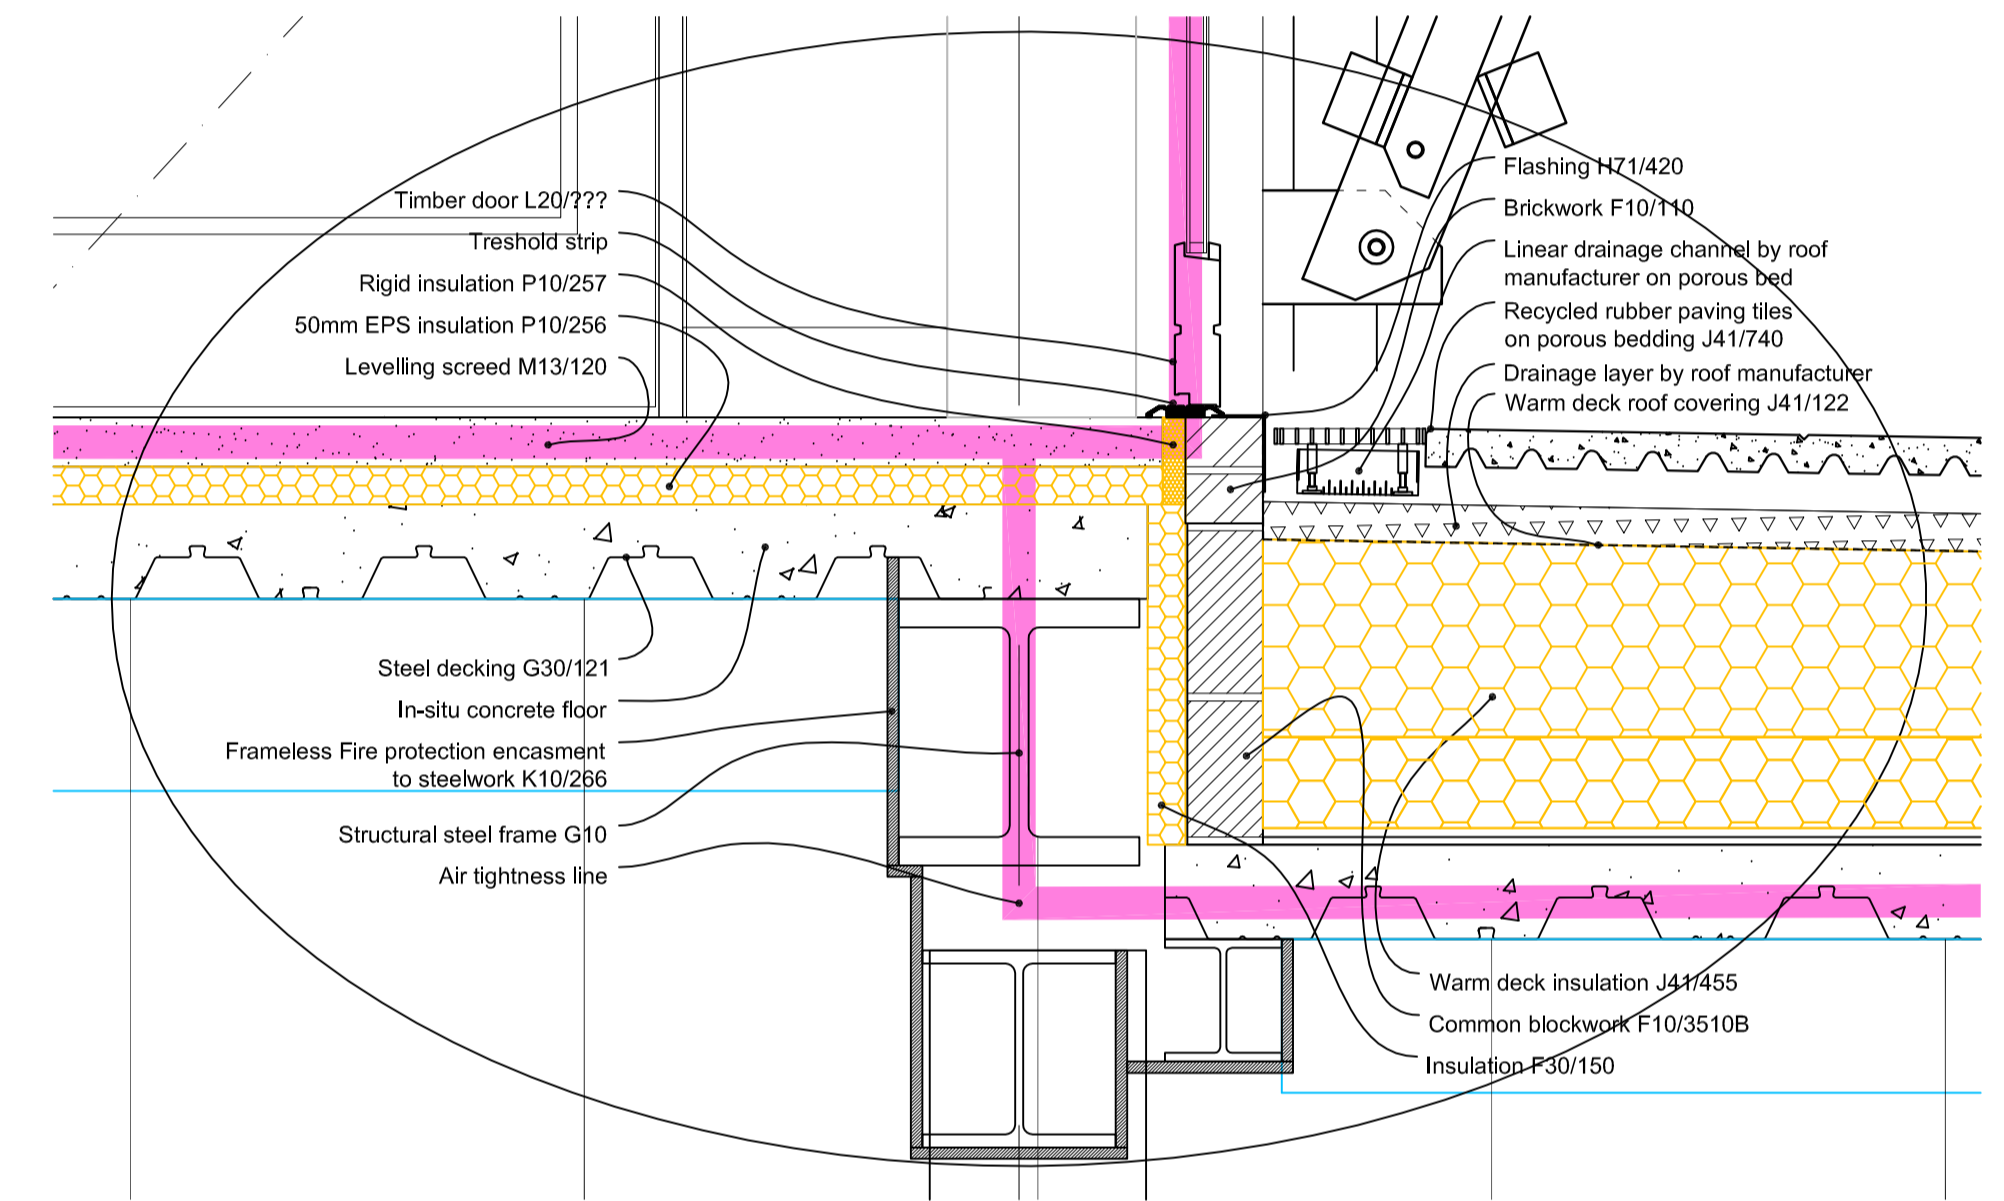 Timber door L20/???
Treshold strip
Rigid insulation P10/257
50mm EPS insulation P10/256
Levelling screed M13/120
Steel decking G30/121
In-situ concrete floor
Frameless Fire protection encasment
to steelwork K10/266
Structural steel frame G10
Air tightness line
Flashing H71/420
Brickwork F10/110
Linear drainage channel by roof
manufacturer on porous bed
Recycled rubber paving tiles
on porous bedding J41/740
Drainage layer by roof manufacturer
Warm deck roof covering J41/122
Warm deck insulation J41/455
Common blockwork F10/3510B
Insulation F30/150